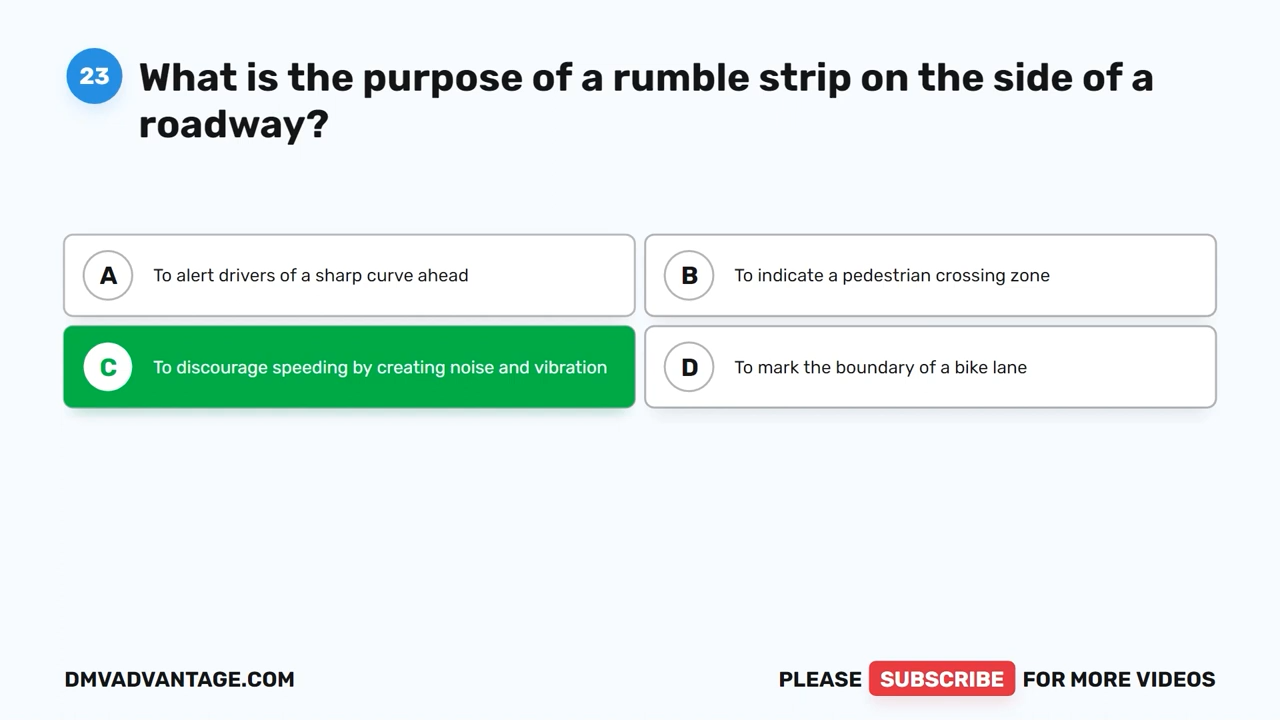 23
What is the purpose of a rumble strip on the side of a
roadway?
A To alert drivers of a sharp curve ahead
B To indicate a pedestrian crossing zone
C To discourage speeding by creating noise and vibration
D To mark the boundary of a bike lane
DMVADVANTAGE.COM
PLEASE SUBSCRIBE FOR MORE VIDEOS